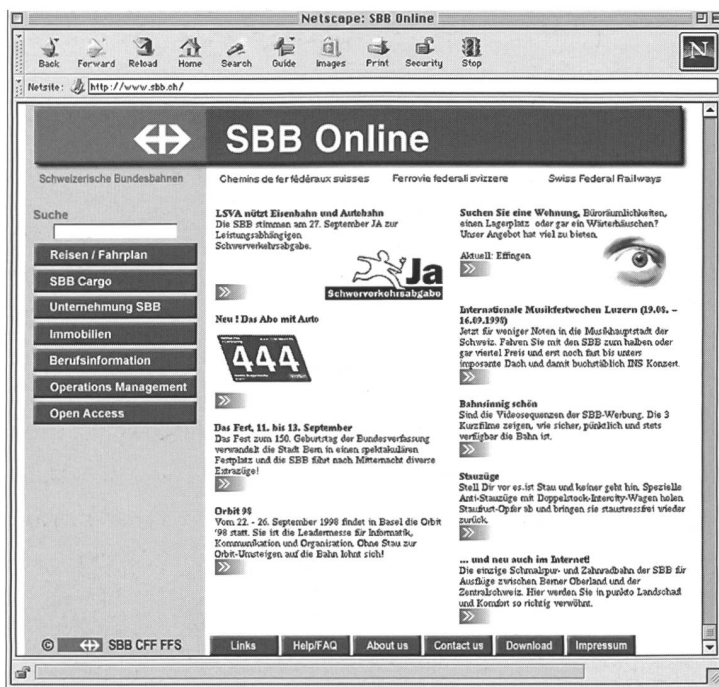 Netscape: SBB Online
Back Forward Reload Home Search Guide Images Print Security Stop
N
Netsite: http://www.sbb.ch/
SBB Online
Schweizerische Bundesbahnen
Chemins de fer fédéraux suisses
Ferrovie federali svizzere
Swiss Federal Railways
Suche
Reisen / Fahrplan
SBB Cargo
Unternehmung SBB
Immobilien
Berufsinformation
Operations Management
Open Access
LSVA nützt Eisenbahn und Autobahn
Die SBB stimmen am 27. September JA zur
Leistungsabhängigen
Schwerverkehrsabgabe.
Ja
Schwerverkehrsabgabe
Neu ! Das Abo mit Auto
444
Das Fest, 11. bis 13. September
Das Fest zum 150. Geburtstag der Bundesverfassung
verwandelt die Stadt Bern in einen spektakulären
Festplatz und die SBB führt nach Mitternacht diverse
Extrazüge!
Orbit 98
Vom 22. - 26. September 1998 findet in Basel die Orbit
'98 statt. Sie ist die Leadermesse für Informatik,
Kommunikation und Organisation. Ohne Stau zur
Orbit-Umsteigen auf die Bahn lohnt sich!
Suchen Sie eine Wohnung, Büroräumlichkeiten,
einen Lagerplatz oder gar ein Wärterhäuschen?
Unser Angebot hat viel zu bieten.
Aktuell: Effingen
Internationale Musikfestwochen Luzern (19.08. –
16.09.1998)
Jetzt für weniger Noten in die Musikhauptstadt der
Schweiz. Fahren Sie mit den SBB zum halben oder
gar viertel Preis und erst noch fast bis unters
imposante Dach und damit buchstäblich INS Konzert.
Bahnsinnig schön
Sind die Videosequenzen der SBB-Werbung. Die 3
Kurzfilme zeigen, wie sicher, pünktlich und stets
verfügbar die Bahn ist.
Stauzüge
Stell Dir vor es ist Stau und keiner geht hin. Spezielle
Anti-Stauzüge mit Doppelstock-Intercity-Wagen holen
Staufrust-Opfer ab und bringen sie staustressfrei wieder
zurück.
... und neu auch im Internet!
Die einzige Schmalspur- und Zahnradbahn der SBB für
Ausflüge zwischen Berner Oberland und der
Zentralschweiz. Hier werden Sie in punkto Landschaft
und Komfort so richtig verwöhnt.
© SBB CFF FFS
Links Help/FAQ About us Contact us Download Impressum